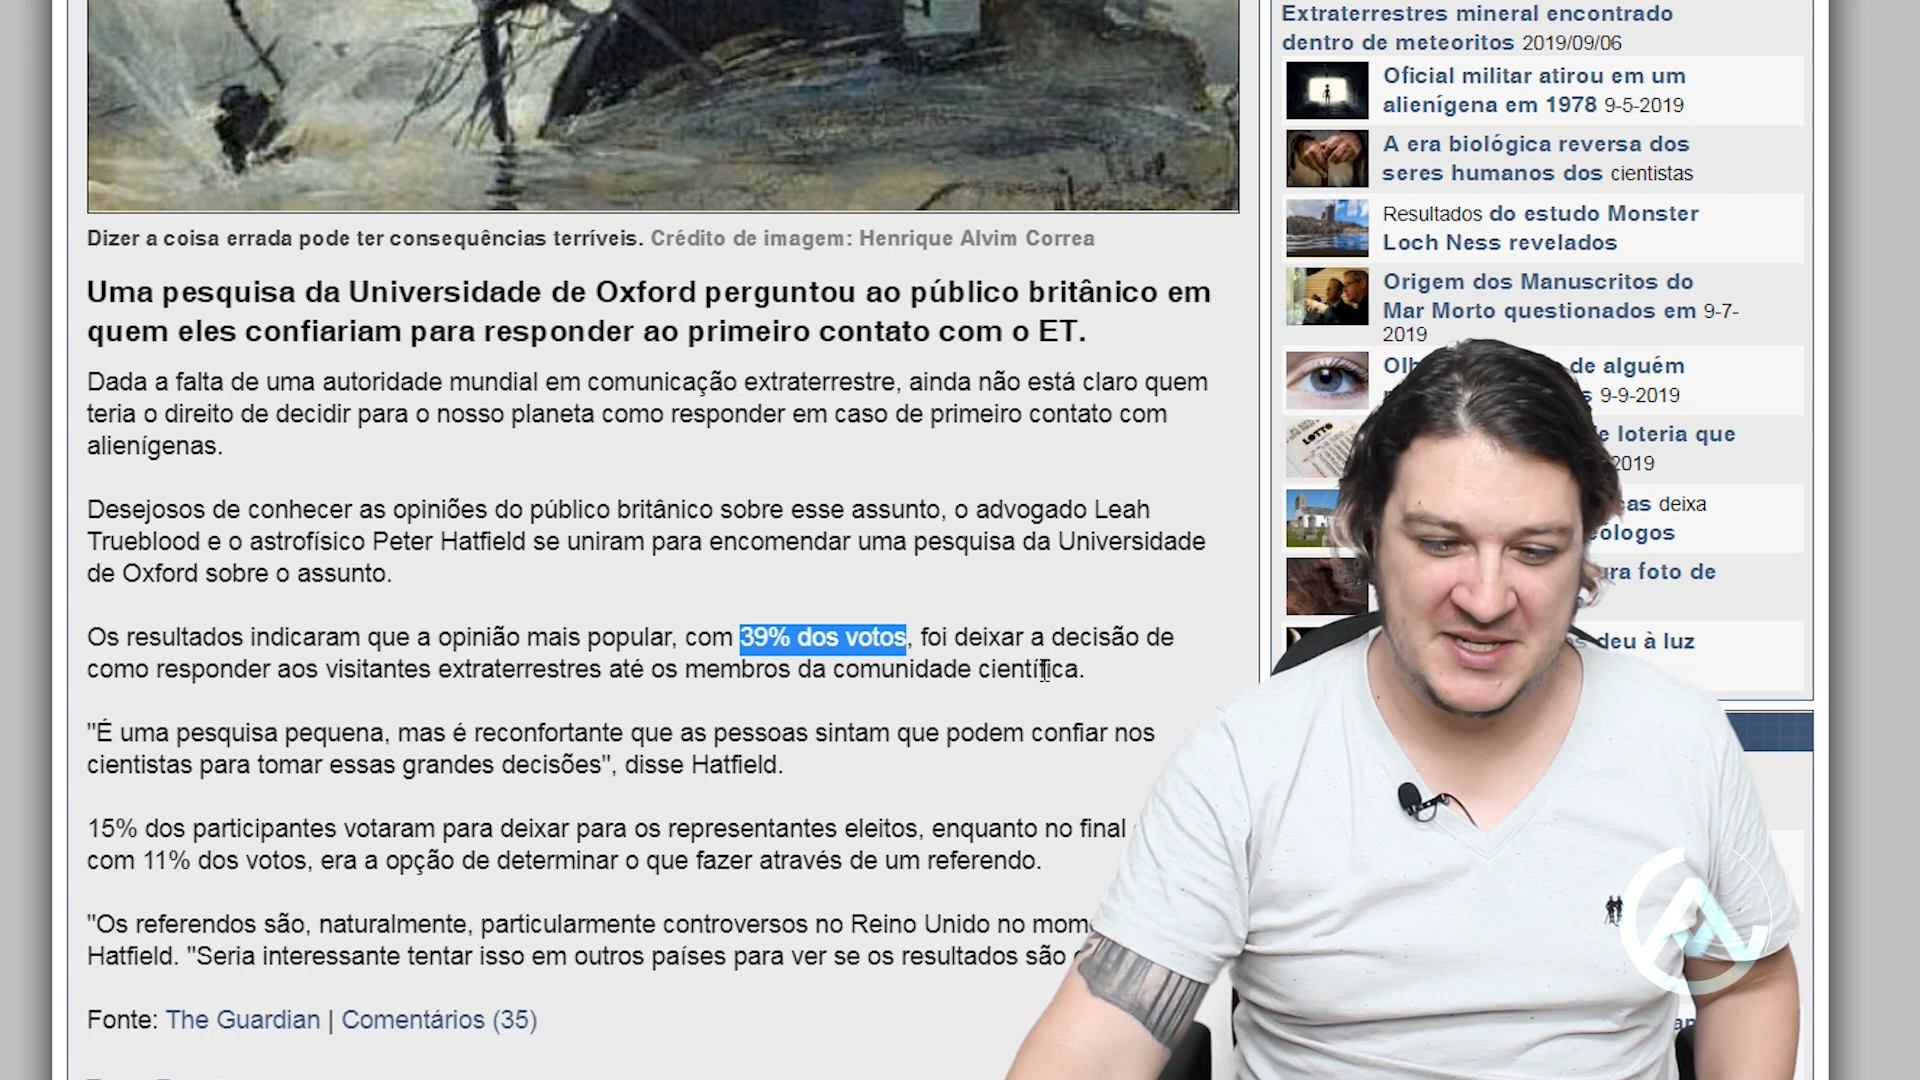 Dizer a coisa errada pode ter consequências terríveis. Crédito de imagem: Henrique Alvim Correa
Uma pesquisa da Universidade de Oxford perguntou ao público britânico em
quem eles confiariam para responder ao primeiro contato com o ET.
Dada a falta de uma autoridade mundial em comunicação extraterrestre, ainda não está claro quem
teria o direito de decidir para o nosso planeta como responder em caso de primeiro contato com
alienígenas.
Desejosos de conhecer as opiniões do público britânico sobre esse assunto, o advogado Leah
Trueblood e o astrofísico Peter Hatfield se uniram para encomendar uma pesquisa da Universidade
de Oxford sobre o assunto.
Os resultados indicaram que a opinião mais popular, com 39% dos votos, foi deixar a decisão de
como responder aos visitantes extraterrestres até os membros da comunidade científica.
"É uma pesquisa pequena, mas é reconfortante que as pessoas sintam que podem confiar nos
cientistas para tomar essas grandes decisões", disse Hatfield.
15% dos participantes votaram para deixar para os representantes eleitos, enquanto no final
com 11% dos votos, era a opção de determinar o que fazer através de um referendo.
"Os referendos são, naturalmente, particularmente controversos no Reino Unido no
Hatfield. "Seria interessante tentar isso em outros países para ver se os resultados são
Fonte: The Guardian | Comentários (35)
Extraterrestres mineral encontrado
dentro de meteoritos 2019/09/06
Oficial militar atirou em um
alienígena em 1978 9-5-2019
A era biológica reversa dos
seres humanos dos cientistas
Resultados do estudo Monster
Loch Ness revelados
Origem dos Manuscritos do
Mar Morto questionados em 9-7-
2019
de alguém
9-9-2019
LOTTO
loteria que
2019
deixa
foto de
deu à luz